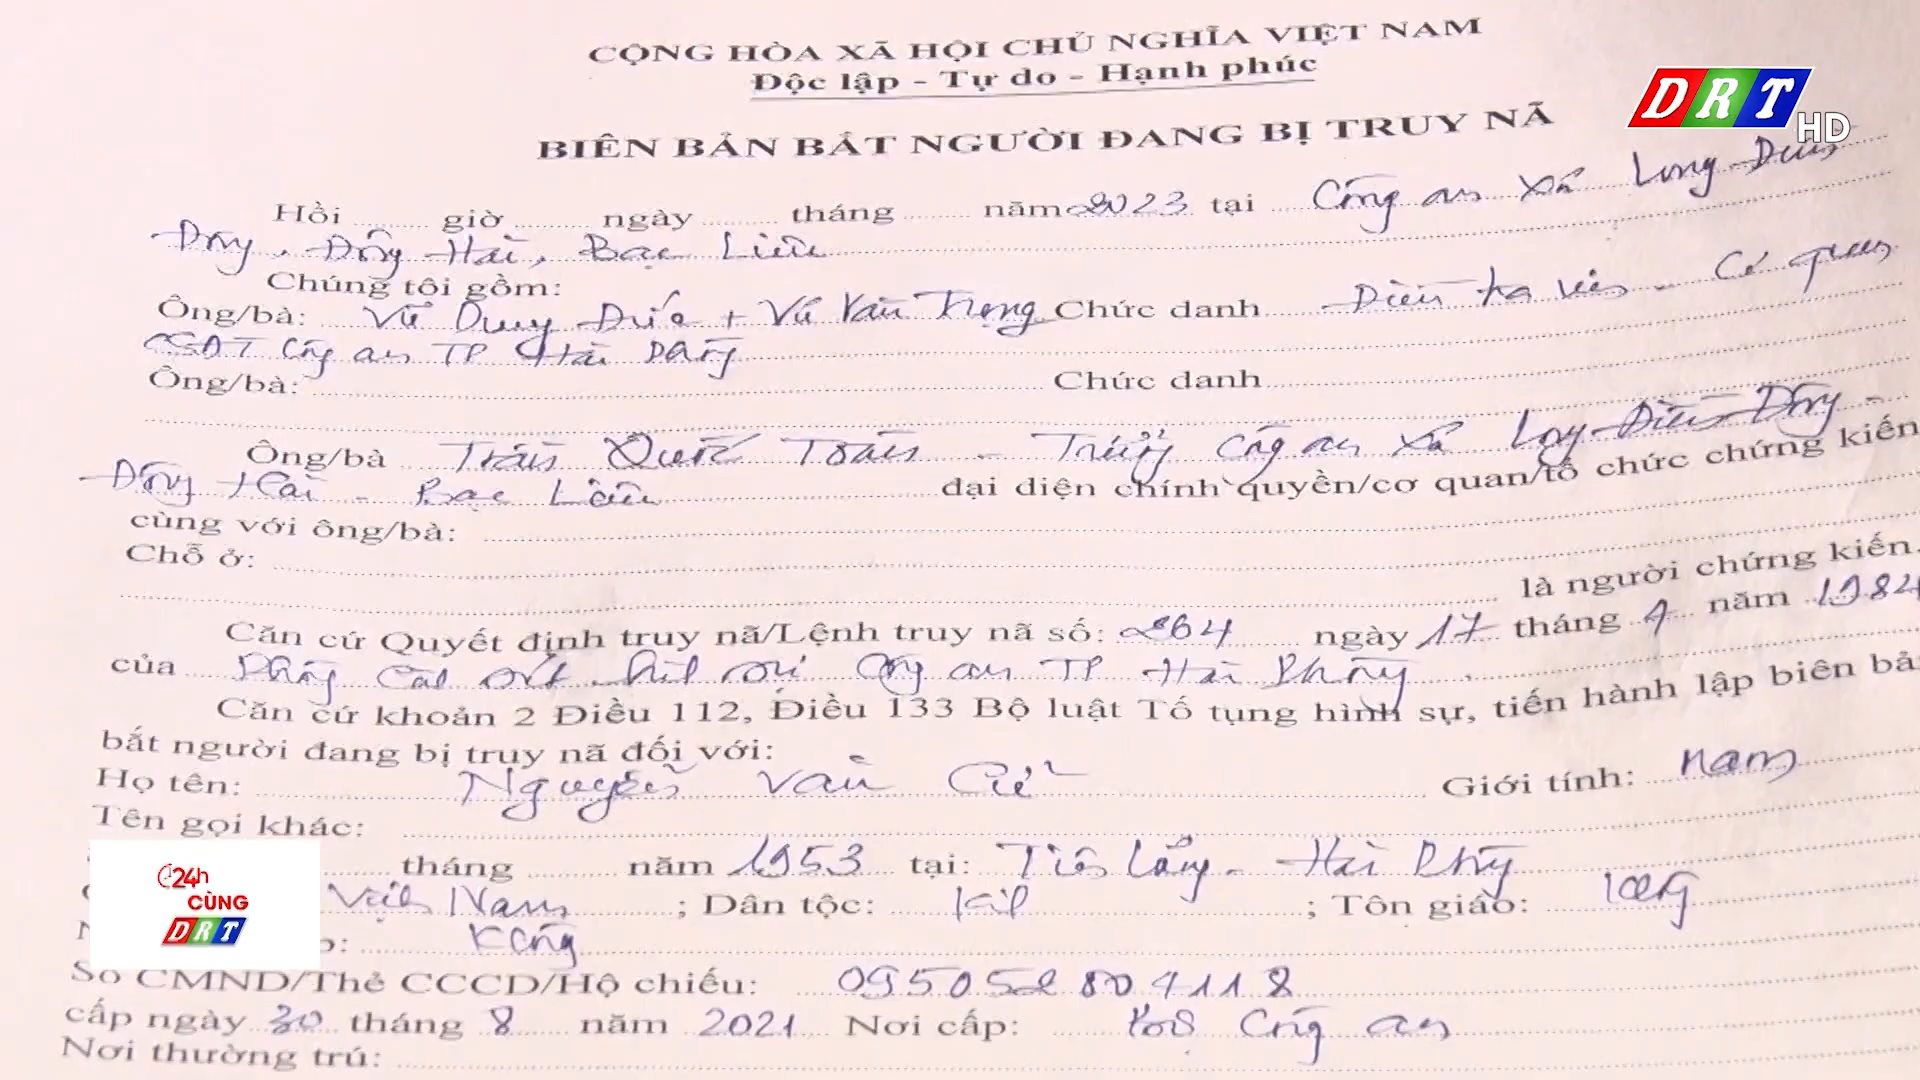 CỘNG HÒA XÃ HỘI CHỦ NGHĨA VIỆT NAM
Độc lập - Tự do - Hạnh phúc
DRT HD
BIÊN BẢN BẮT NGƯỜI ĐANG BỊ TRUY NÃ
Hồi ...... giờ ...... ngày ...... tháng ...... năm 2023 tại Công an xã Long Điền
Đông, Đông Hải, Bạc Liêu
Chúng tôi gồm:
Ông/bà: Vũ Duy Đức + Vũ Văn Trọng Chức danh Điều tra viên - Cơ quan
CSĐT Công an TP Hải Phòng
Ông/bà: Chức danh
Ông/bà Trần Quốc Toản - Trưởng Công an xã Long Điền Đông -
Đông Hải - Bạc Liêu đại diện chính quyền/cơ quan/tổ chức chứng kiến
cùng với ông/bà:
Chỗ ở:
là người chứng kiến.
Căn cứ Quyết định truy nã/Lệnh truy nã số: 264 ngày 17 tháng 4 năm 1984
của Phòng Cảnh sát hình sự Công an TP Hải Phòng
Căn cứ khoản 2 Điều 112, Điều 133 Bộ luật Tố tụng hình sự, tiến hành lập biên bản
bắt người đang bị truy nã đối với:
Họ tên: Nguyễn Văn Cử Giới tính: nam
Tên gọi khác:
tháng ...... năm 1953 tại: Tiên Lãng - Hải Phòng
Việt Nam ; Dân tộc: Kinh ; Tôn giáo: không
không
Số CMND/Thẻ CCCD/Hộ chiếu:
cấp ngày 30 tháng 8 năm 2021 Nơi cấp: Công an
Nơi thường trú:
24h
CÙNG
DRT